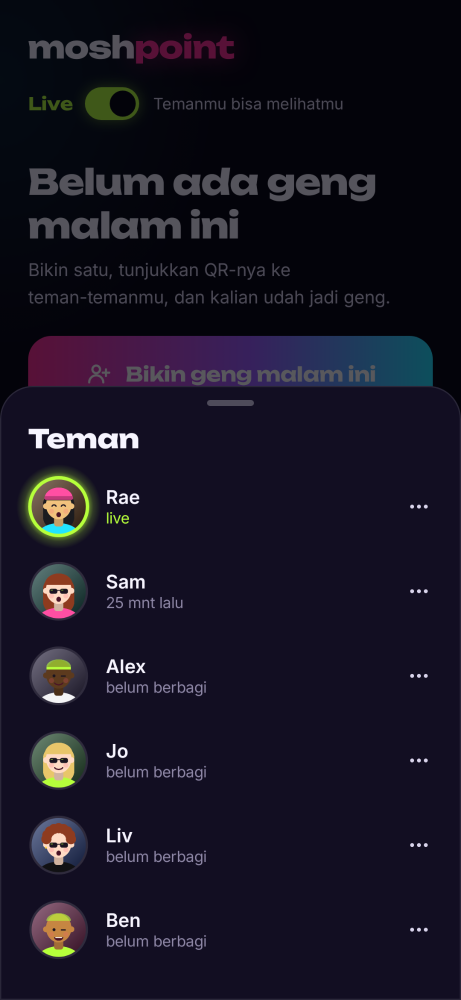 moshpoint
Live Temanmu bisa melihatmu
Belum ada geng
malam ini
Bikin satu, tunjukkan QR-nya ke
teman-temanmu, dan kalian udah jadi geng.
Bikin geng malam ini
Teman
Rae
live
Sam
25 mnt lalu
Alex
belum berbagi
Jo
belum berbagi
Liv
belum berbagi
Ben
belum berbagi